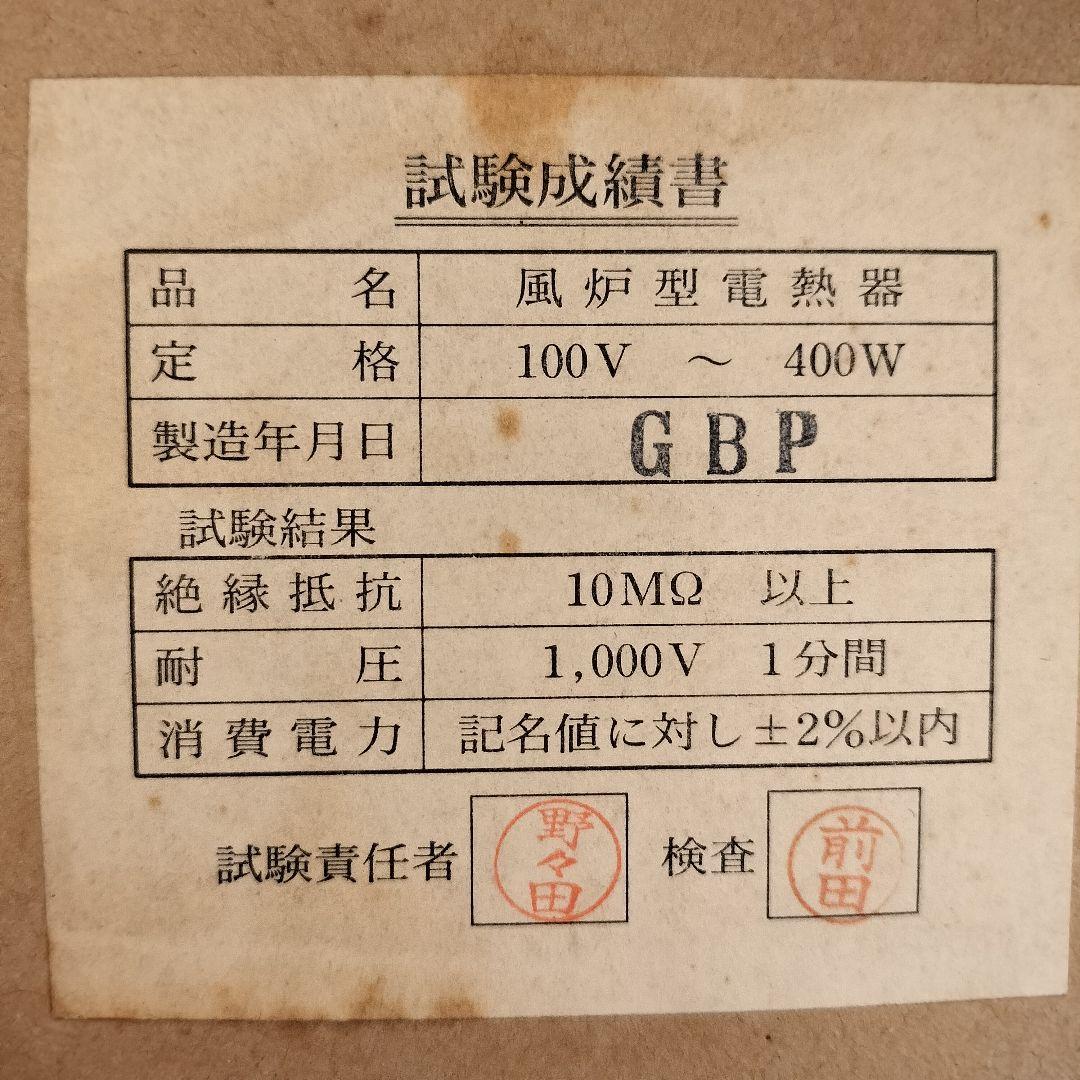 試験成績書
品名 風炉型電熱器
定格 100V ～ 400W
製造年月日 GBP
試験結果
絶縁抵抗 10MΩ 以上
耐圧 1,000V 1分間
消費電力 記名値に対し±2%以内
試験責任者 野々田 検査 前田